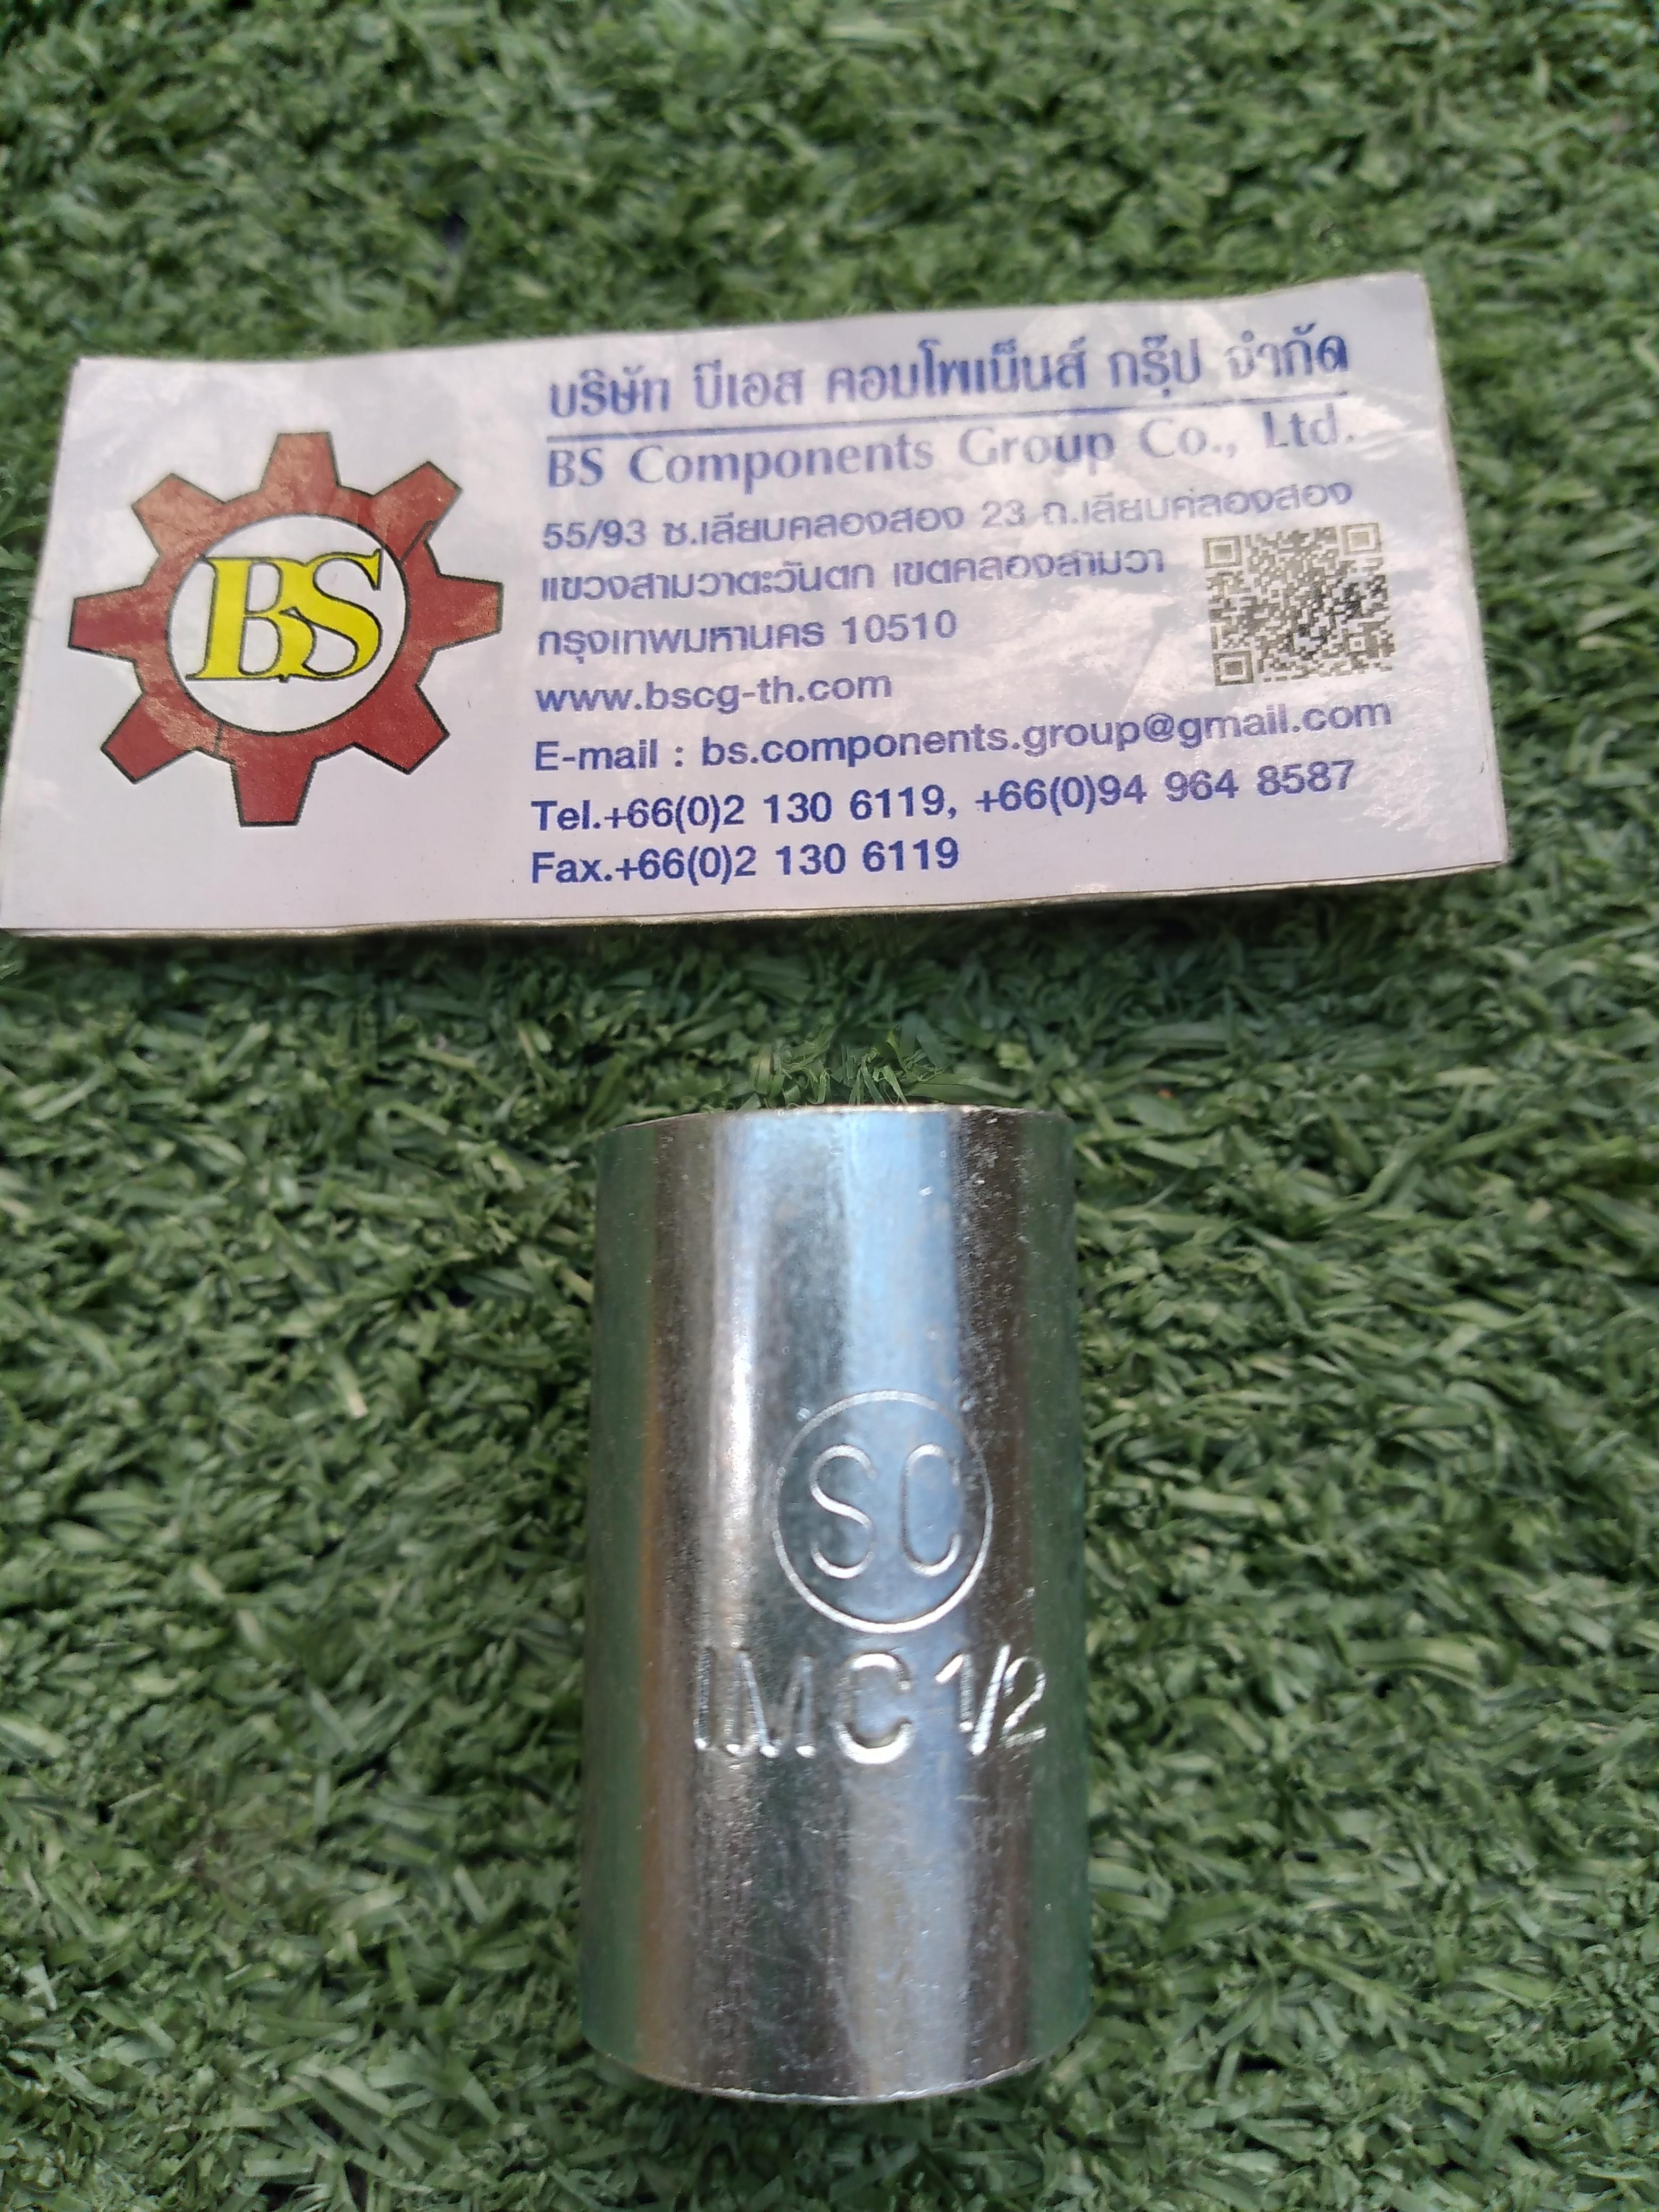 BS
บริษัท บีเอส คอมโพเน็นส์ กรุ๊ป จำกัด
BS Components Group Co., Ltd.
55/93 ซ.เลียบคลองสอง 23 ถ.เลียบคลองสอง
แขวงสามวาตะวันตก เขตคลองสามวา
กรุงเทพมหานคร 10510
www.bscg-th.com
E-mail : bs.components.group@gmail.com
Tel.+66(0)2 130 6119, +66(0)94 964 8587
Fax.+66(0)2 130 6119
SC
IMC 1/2